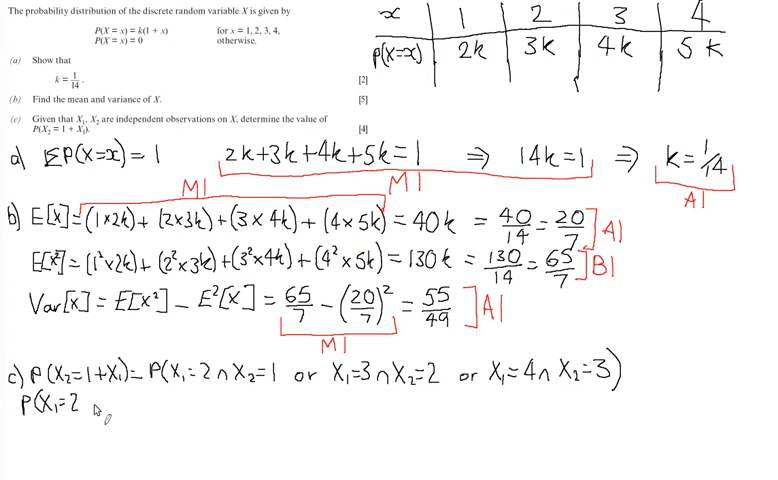 The probability distribution of the discrete random variable X is given by
P(X = x) = k(1 + x) for x = 1, 2, 3, 4,
P(X = x) = 0 otherwise.
(a) Show that
k = 1/14 . [2]
(b) Find the mean and variance of X. [5]
(c) Given that X₁, X₂ are independent observations on X, determine the value of
P(X₂ = 1 + X₁). [4]
x 1 2 3 4
P(X=x) 2k 3k 4k 5k
a) ΣP(X=x) = 1 2k+3k+4k+5k=1 ⇒ 14k=1 ⇒ k=1/14
M1 M1 A1
b) E[X]=(1×2k)+(2×3k)+(3×4k)+(4×5k)=40k = 40/14 = 20/7 ]A1
E[X²]=(1²×2k)+(2²×3k)+(3²×4k)+(4²×5k)=130k = 130/14 = 65/7 ]B1
Var[X] = E[X²] − E²[X] = 65/7 − (20/7)² = 55/49 ]A1
M1
c) P(X₂=1+X₁)= P(X₁=2∩X₂=1 or X₁=3∩X₂=2 or X₁=4∩X₂=3)
P(X₁=2